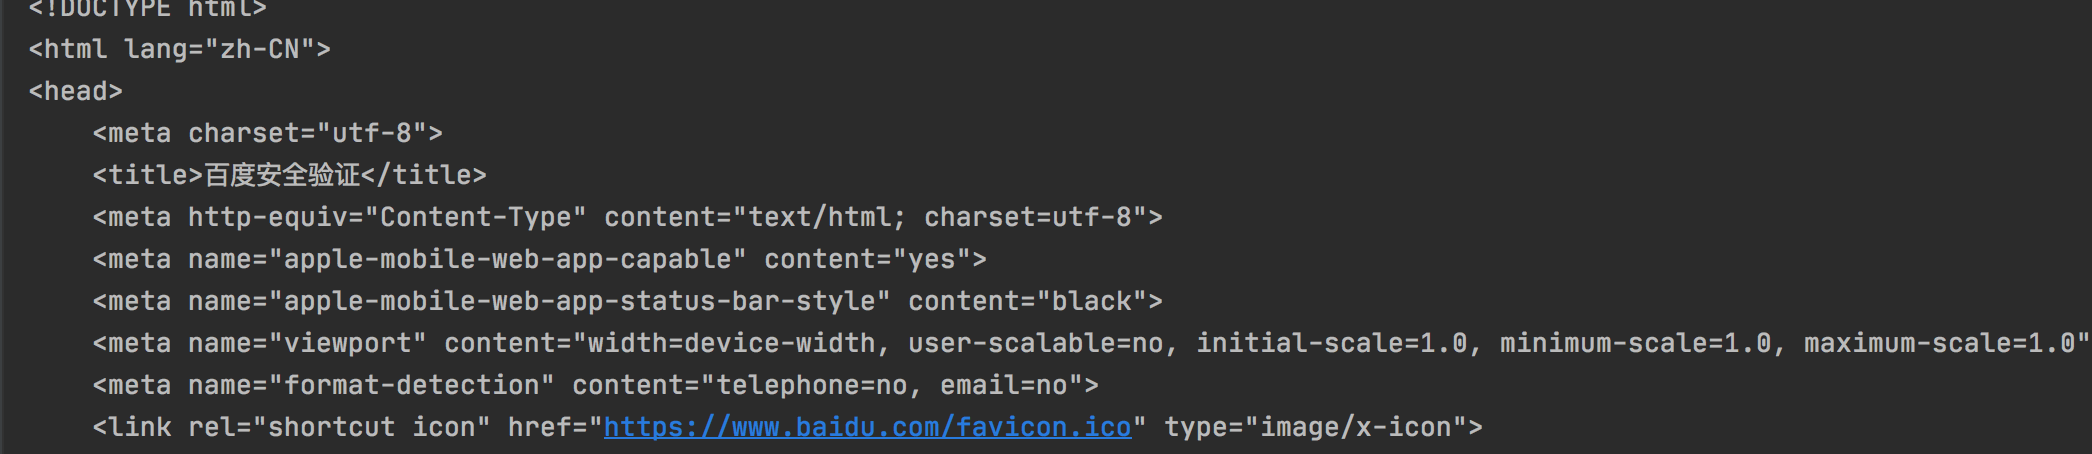 <!DOCTYPE html>
<html lang="zh-CN">
<head>
    <meta charset="utf-8">
    <title>百度安全验证</title>
    <meta http-equiv="Content-Type" content="text/html; charset=utf-8">
    <meta name="apple-mobile-web-app-capable" content="yes">
    <meta name="apple-mobile-web-app-status-bar-style" content="black">
    <meta name="viewport" content="width=device-width, user-scalable=no, initial-scale=1.0, minimum-scale=1.0, maximum-scale=1.0"
    <meta name="format-detection" content="telephone=no, email=no">
    <link rel="shortcut icon" href="https://www.baidu.com/favicon.ico" type="image/x-icon">